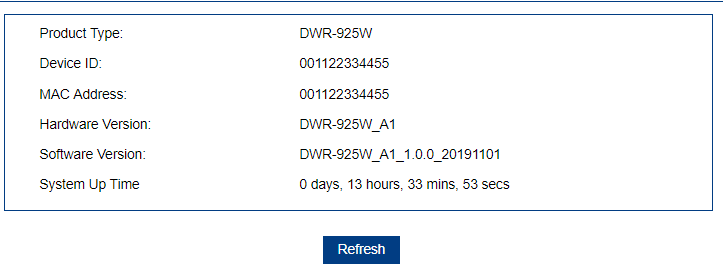 Product Type: DWR-925W
Device ID: 001122334455
MAC Address: 001122334455
Hardware Version: DWR-925W_A1
Software Version: DWR-925W_A1_1.0.0_20191101
System Up Time 0 days, 13 hours, 33 mins, 53 secs
Refresh